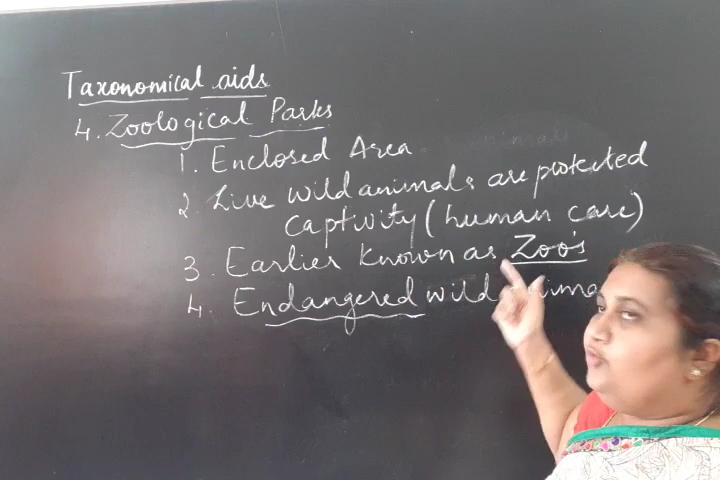 Taxonomical aids
4. Zoological Parks
1. Enclosed Area
2. Live wild animals are protected
captivity (human care)
3. Earlier known as Zoo's
4. Endangered wild